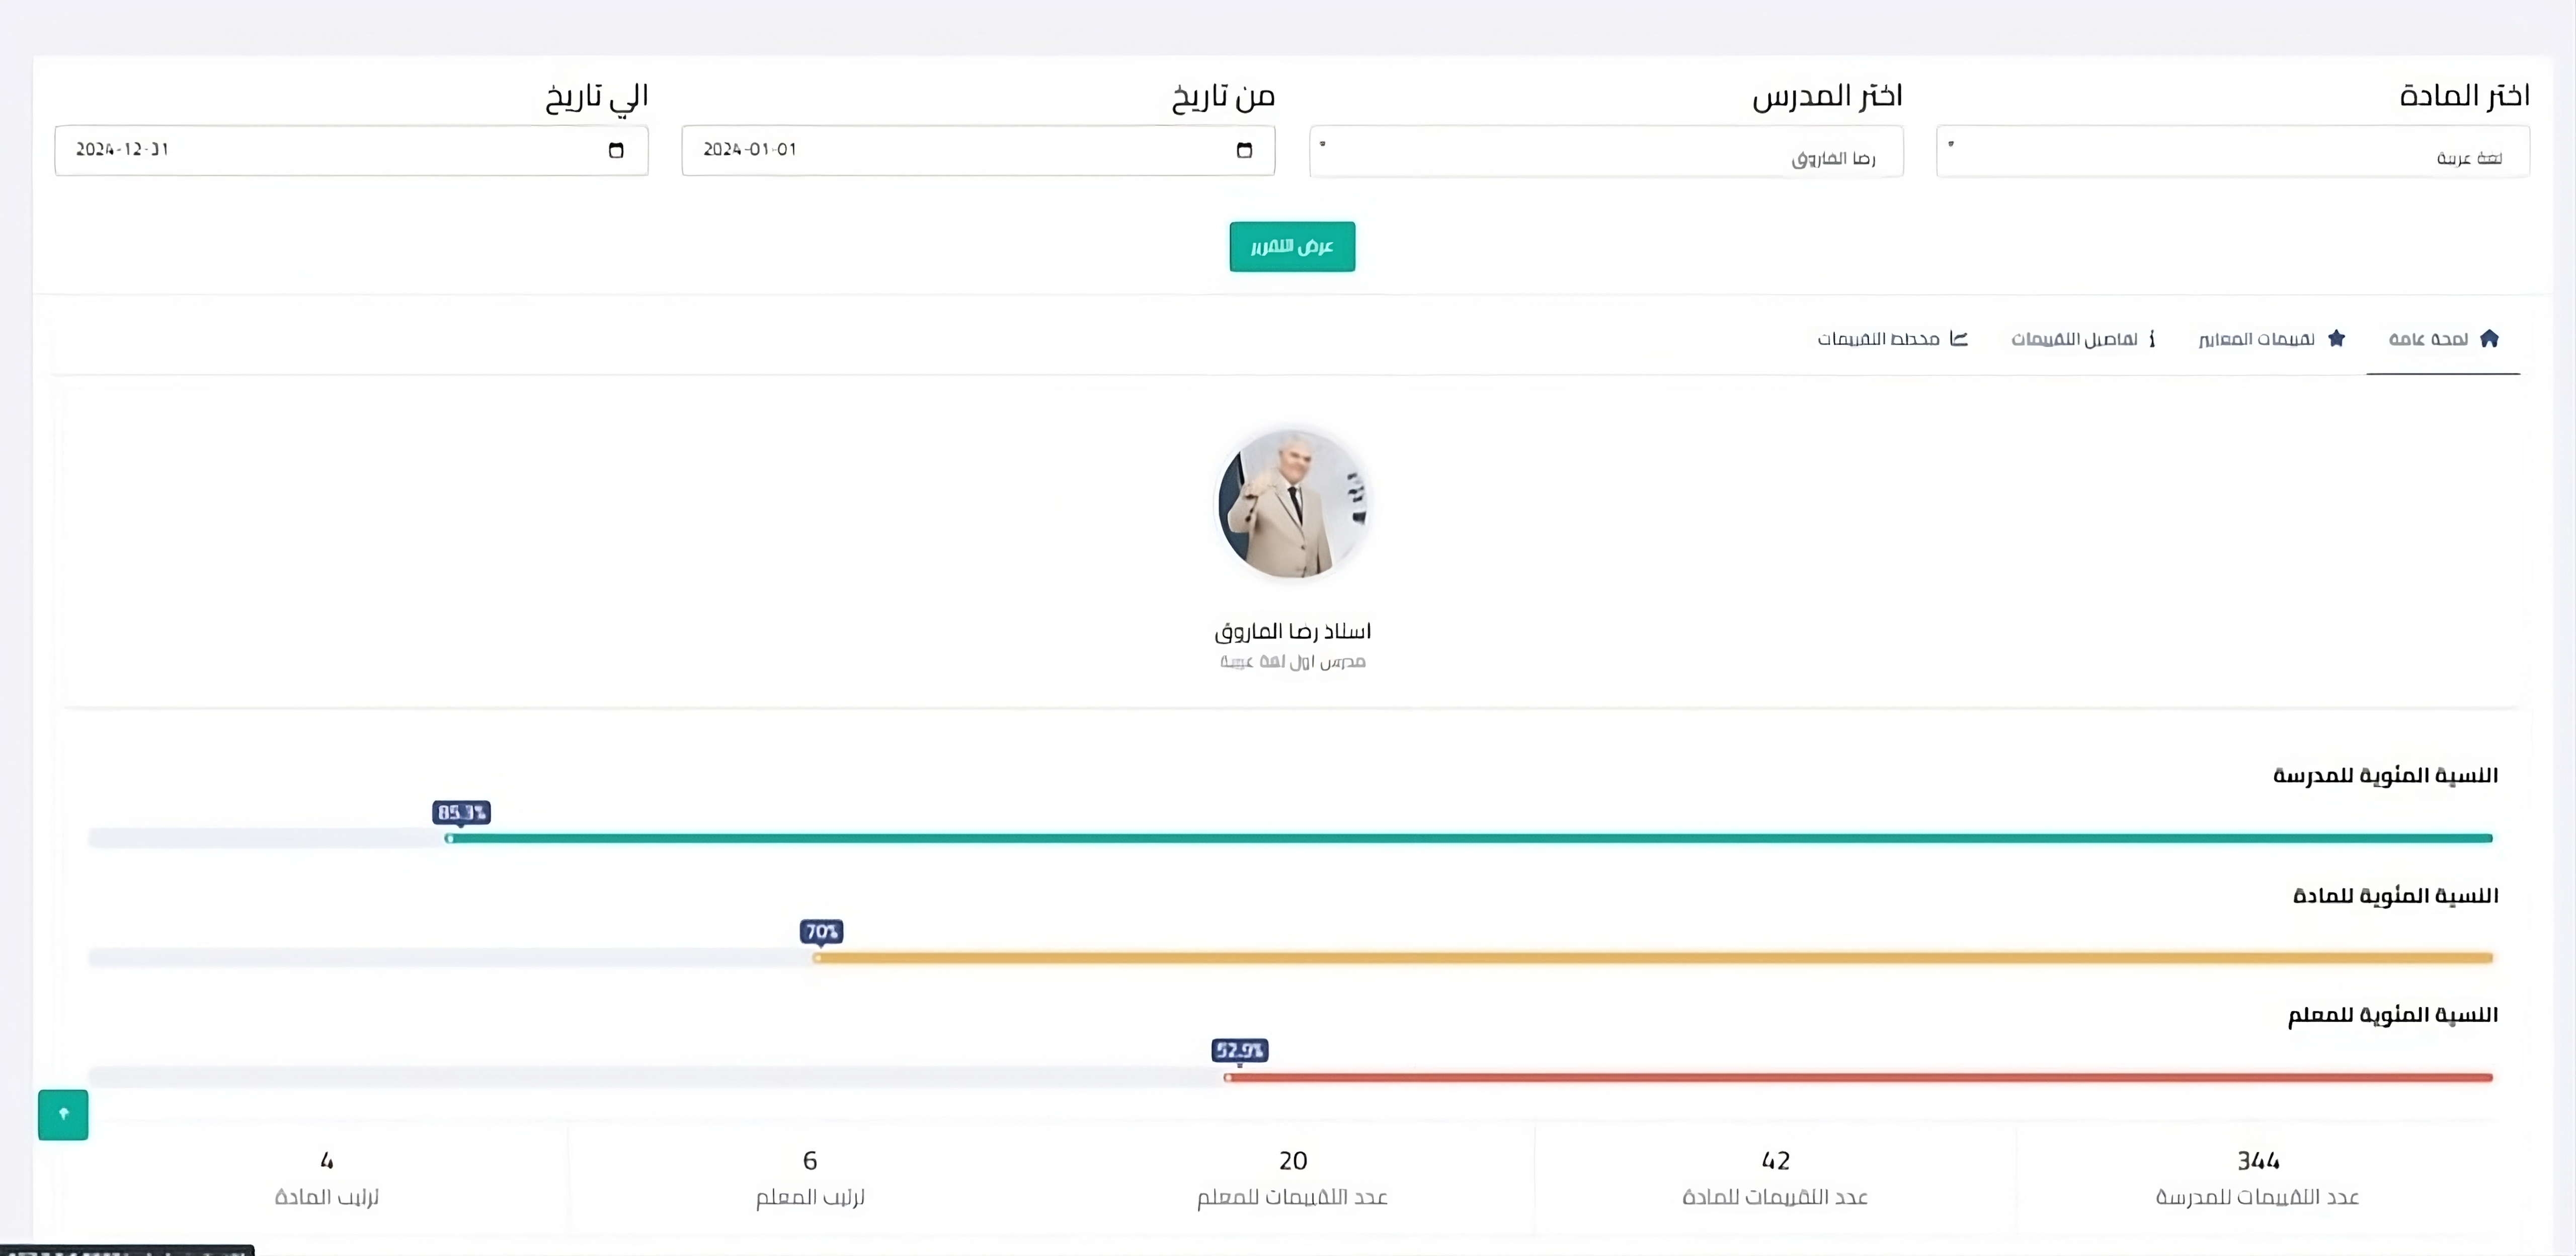 اختر المادة
لغة عربية
اختر المدرس
رضا الفاروق
من تاريخ
2024-01-01
الي تاريخ
2024-12-31
عرض التقرير
لمحة عامة
تقييمات المعايير
تفاصيل التقييمات
مخطط التقييمات
استاذ رضا الفاروق
مدرس اول لغة عربية
النسبة المئوية للمدرسة
85.3%
النسبة المئوية للمادة
70%
النسبة المئوية للمعلم
52.9%
344
عدد التقييمات للمدرسة
42
عدد التقييمات للمادة
20
عدد التقييمات للمعلم
6
ترتيب المعلم
4
ترتيب المادة